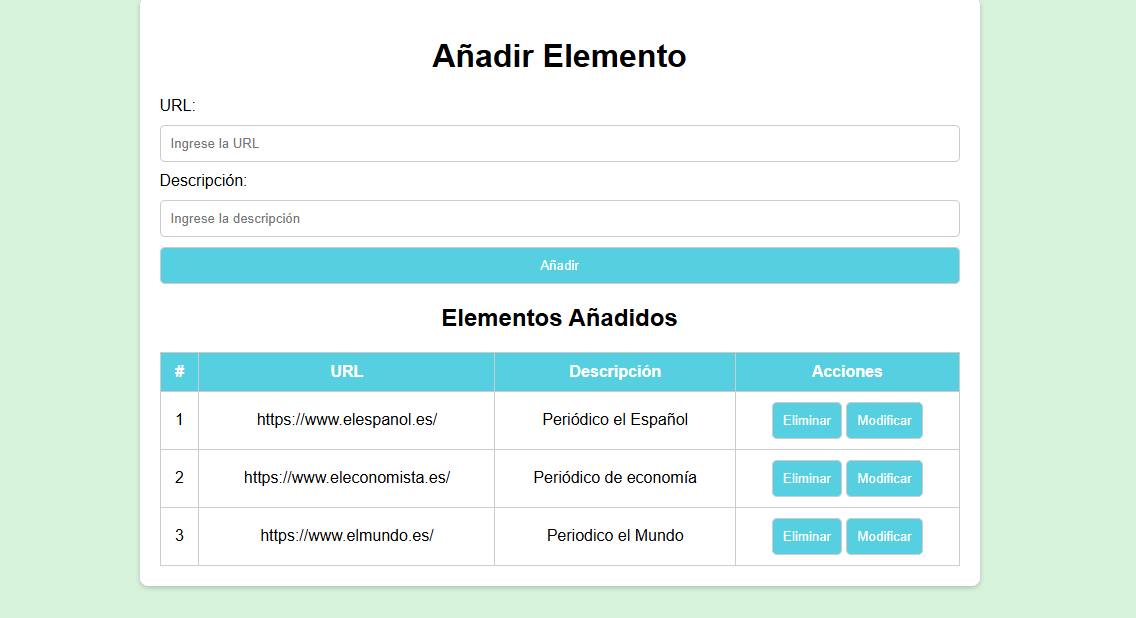 Añadir Elemento
URL:
Ingrese la URL
Descripción:
Ingrese la descripción
Añadir
Elementos Añadidos
# URL Descripción Acciones
1 https://www.elespanol.es/ Periódico el Español Eliminar Modificar
2 https://www.eleconomista.es/ Periódico de economía Eliminar Modificar
3 https://www.elmundo.es/ Periodico el Mundo Eliminar Modificar